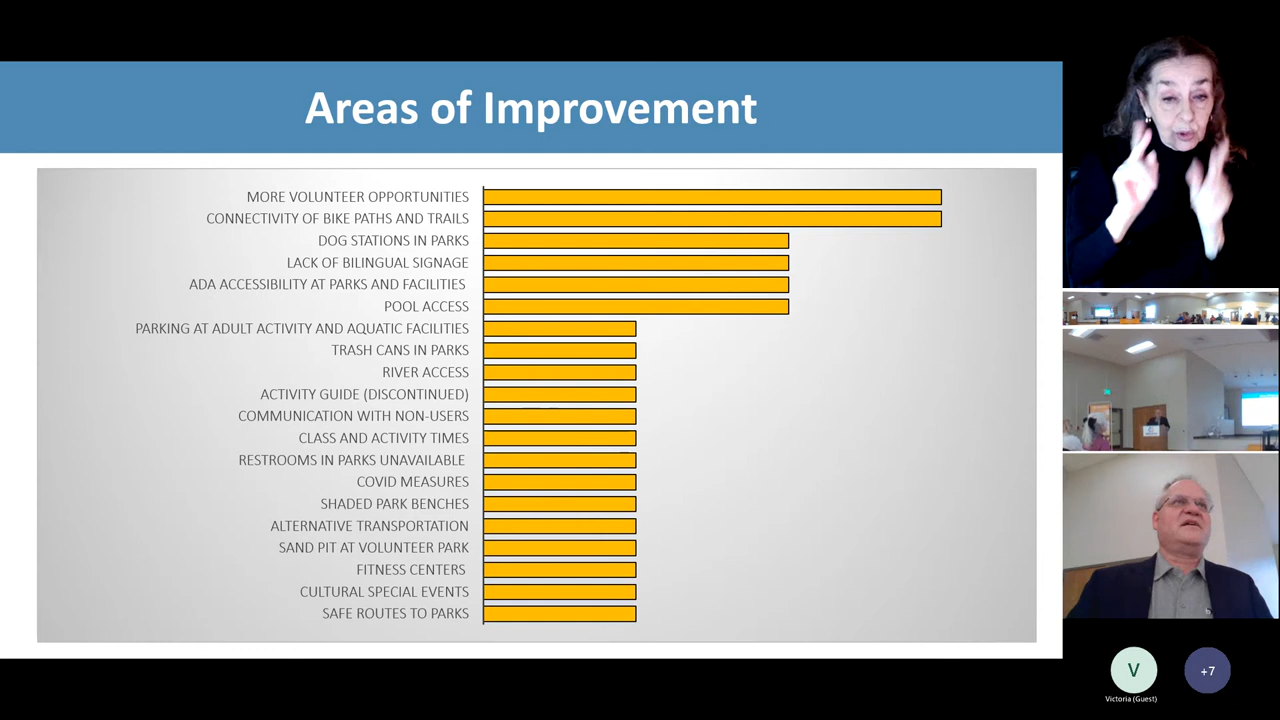 Areas of Improvement
MORE VOLUNTEER OPPORTUNITIES
CONNECTIVITY OF BIKE PATHS AND TRAILS
DOG STATIONS IN PARKS
LACK OF BILINGUAL SIGNAGE
ADA ACCESSIBILITY AT PARKS AND FACILITIES
POOL ACCESS
PARKING AT ADULT ACTIVITY AND AQUATIC FACILITIES
TRASH CANS IN PARKS
RIVER ACCESS
ACTIVITY GUIDE (DISCONTINUED)
COMMUNICATION WITH NON-USERS
CLASS AND ACTIVITY TIMES
RESTROOMS IN PARKS UNAVAILABLE
COVID MEASURES
SHADED PARK BENCHES
ALTERNATIVE TRANSPORTATION
SAND PIT AT VOLUNTEER PARK
FITNESS CENTERS
CULTURAL SPECIAL EVENTS
SAFE ROUTES TO PARKS
V
+7
Victoria (Guest)